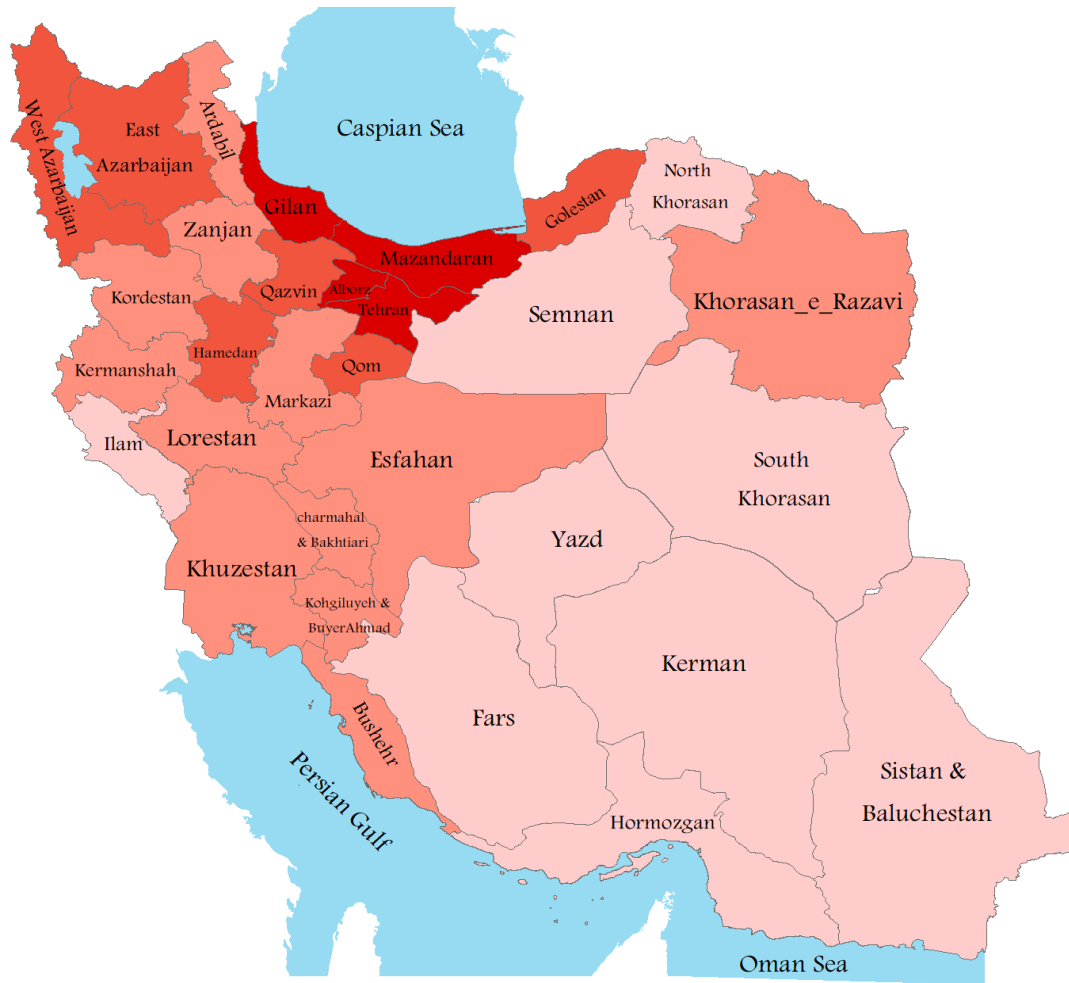 Caspian Sea
West Azarbaijan
East
Azarbaijan
Ardabil
North
Khorasan
Gilan
Golestan
Zanjan
Mazandaran
Kordestan
Qazvin
Alborz
Tehran
Semnan
Khorasan_e_Razavi
Hamedan
Qom
Kermanshah
Markazi
Ilam
Lorestan
Esfahan
South
Khorasan
charmahal
& Bakhtiari
Yazd
Khuzestan
Kohgiluyeh &
BuyerAhmad
Kerman
Fars
Bushehr
Persian Gulf
Sistan &
Baluchestan
Hormozgan
Oman Sea